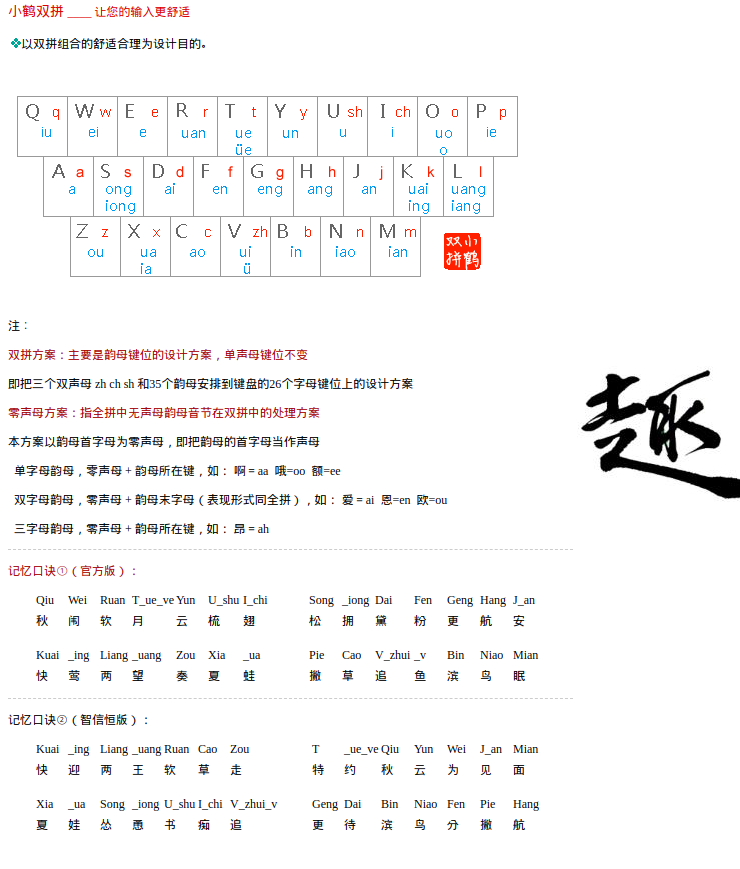 小鹤双拼 ____ 让您的输入更舒适
❖以双拼组合的舒适合理为设计目的。
Q q W w E e R r T t Y y U sh I ch O o P p
iu ei e uan ue un u i uo ie
üe o
A a S s D d F f G g H h J j K k L l
a ong ai en eng ang an uai uang
iong ing iang
Z z X x C c V zh B b N n M m
ou ua ao ui in iao ian
ia ü
双小
拼鹤
注：
双拼方案：主要是韵母键位的设计方案，单声母键位不变
即把三个双声母 zh ch sh 和35个韵母安排到键盘的26个字母键位上的设计方案
零声母方案：指全拼中无声母韵母音节在双拼中的处理方案
本方案以韵母首字母为零声母，即把韵母的首字母当作声母
单字母韵母，零声母 + 韵母所在键，如： 啊 = aa 哦=oo 额=ee
双字母韵母，零声母 + 韵母末字母（表现形式同全拼），如： 爱 = ai 恩=en 欧=ou
三字母韵母，零声母 + 韵母所在键，如： 昂 = ah
趣
记忆口诀①（官方版）：
Qiu Wei Ruan T_ue_ve Yun U_shu I_chi Song _iong Dai Fen Geng Hang J_an
秋 闱 软 月 云 梳 翅 松 拥 黛 粉 更 航 安
Kuai _ing Liang _uang Zou Xia _ua Pie Cao V_zhui _v Bin Niao Mian
快 莺 两 望 奏 夏 蛙 撇 草 追 鱼 滨 鸟 眠
记忆口诀②（智信恒版）：
Kuai _ing Liang _uang Ruan Cao Zou T _ue_ve Qiu Yun Wei J_an Mian
快 迎 两 王 软 草 走 特 约 秋 云 为 见 面
Xia _ua Song _iong U_shu I_chi V_zhui_v Geng Dai Bin Niao Fen Pie Hang
夏 娃 怂 恿 书 痴 追 更 待 滨 鸟 分 撇 航